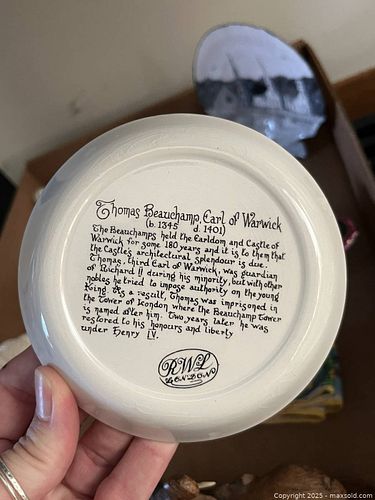 Thomas Beauchamp, Earl of Warwick
(b. 1345 d. 1401)
The Beauchamps held the Earldom and Castle of
Warwick for some 180 years and it is to them that
the Castle's architectural splendour is due.
Thomas, third Earl of Warwick, was guardian
of Richard II during his minority, but with other
nobles he tried to impose authority on the young
King. As a result, Thomas was imprisoned in
the Tower of London where the Beauchamp Tower
is named after him. Two years later he was
restored to his honours and liberty
under Henry IV.
RWL
LONDON
Copyright 2025 - maxsold.com